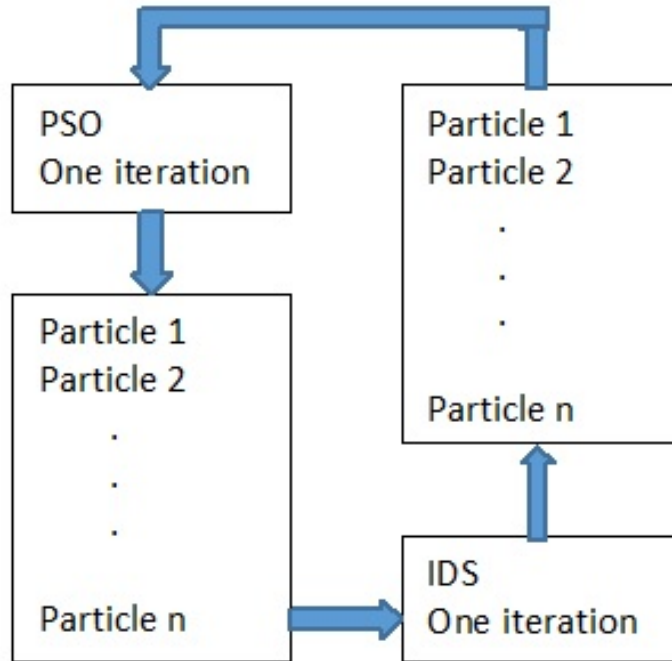 PSO
One iteration
Particle 1
Particle 2
.
.
.
Particle n
IDS
One iteration
Particle 1
Particle 2
.
.
.
Particle n